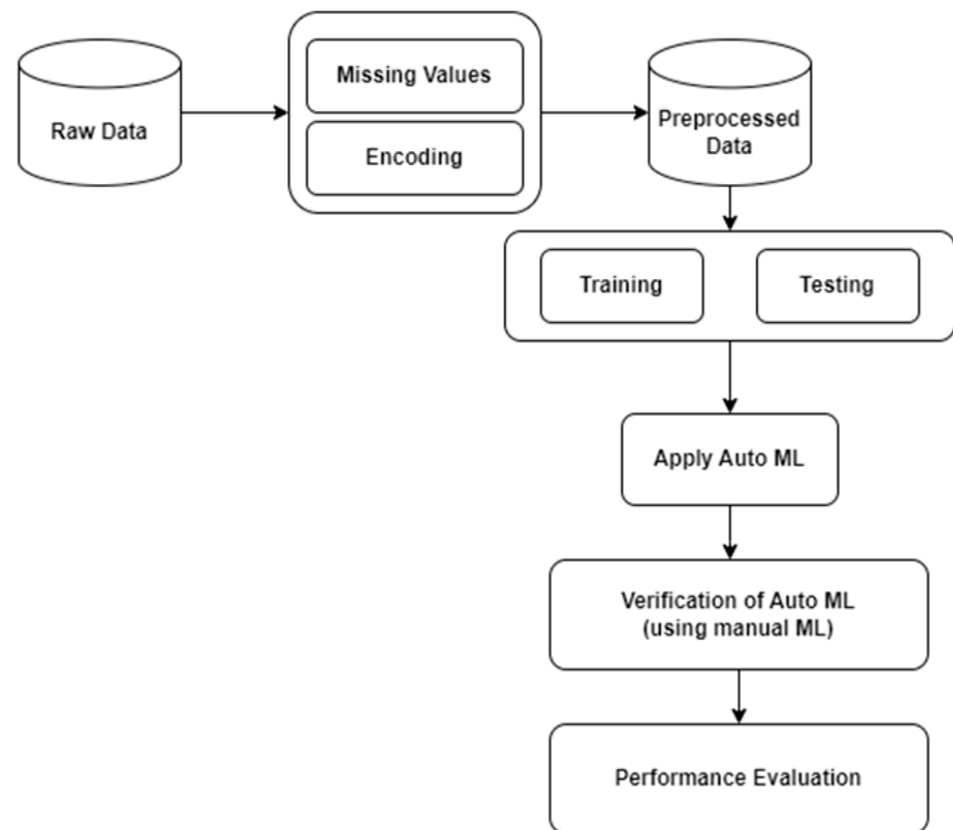 Raw Data
Missing Values
Encoding
Preprocessed
Data
Training
Testing
Apply Auto ML
Verification of Auto ML
(using manual ML)
Performance Evaluation